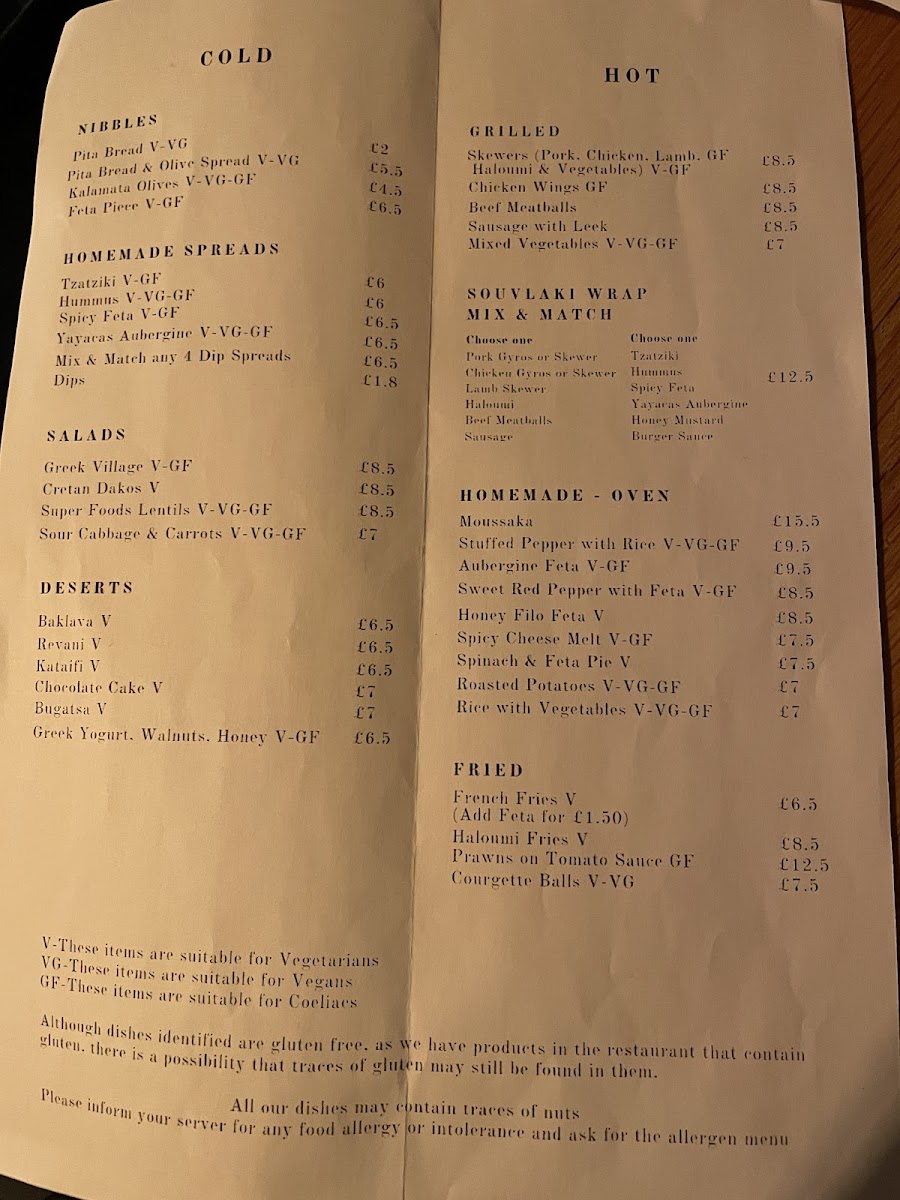 COLD
NIBBLES
Pita Bread V-VG £2
Pita Bread & Olive Spread V-VG £5.5
Kalamata Olives V-VG-GF £4.5
Feta Piece V-GF £6.5
HOMEMADE SPREADS
Tzatziki V-GF £6
Hummus V-VG-GF £6
Spicy Feta V-GF £6.5
Yayacas Aubergine V-VG-GF £6.5
Mix & Match any 4 Dip Spreads £6.5
Dips £1.8
SALADS
Greek Village V-GF £8.5
Cretan Dakos V £8.5
Super Foods Lentils V-VG-GF £8.5
Sour Cabbage & Carrots V-VG-GF £7
DESERTS
Baklava V £6.5
Revani V £6.5
Kataifi V £6.5
Chocolate Cake V £7
Bugatsa V £7
Greek Yogurt, Walnuts, Honey V-GF £6.5
HOT
GRILLED
Skewers (Pork, Chicken, Lamb, GF £8.5
Haloumi & Vegetables) V-GF
Chicken Wings GF £8.5
Beef Meatballs £8.5
Sausage with Leek £8.5
Mixed Vegetables V-VG-GF £7
SOUVLAKI WRAP
MIX & MATCH
Choose one Choose one
Pork Gyros or Skewer Tzatziki
Chicken Gyros or Skewer Hummus £12.5
Lamb Skewer Spicy Feta
Haloumi Yayacas Aubergine
Beef Meatballs Honey Mustard
Sausage Burger Sauce
HOMEMADE - OVEN
Moussaka £15.5
Stuffed Pepper with Rice V-VG-GF £9.5
Aubergine Feta V-GF £9.5
Sweet Red Pepper with Feta V-GF £8.5
Honey Filo Feta V £8.5
Spicy Cheese Melt V-GF £7.5
Spinach & Feta Pie V £7.5
Roasted Potatoes V-VG-GF £7
Rice with Vegetables V-VG-GF £7
FRIED
French Fries V £6.5
(Add Feta for £1.50)
Haloumi Fries V £8.5
Prawns on Tomato Sauce GF £12.5
Courgette Balls V-VG £7.5
V-These items are suitable for Vegetarians
VG-These items are suitable for Vegans
GF-These items are suitable for Coeliacs
Although dishes identified are gluten free, as we have products in the restaurant that contain
gluten, there is a possibility that traces of gluten may still be found in them.
All our dishes may contain traces of nuts
Please inform your server for any food allergy or intolerance and ask for the allergen menu